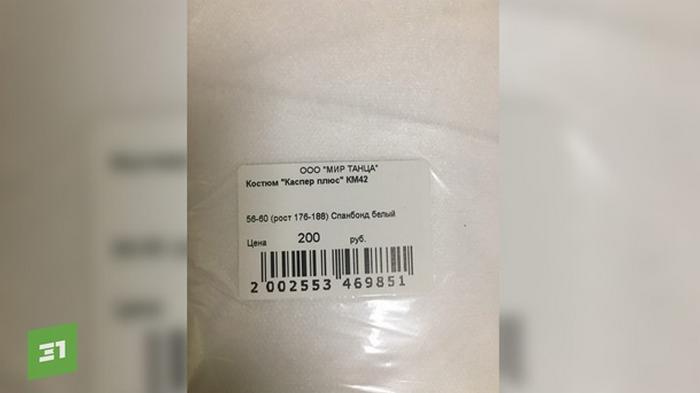 ООО "МИР ТАНЦА"
Костюм "Каспер плюс" КМ42
56-60 (рост 176-188) Спанбонд белый
Цена 200 руб.
2 002553 469851
31